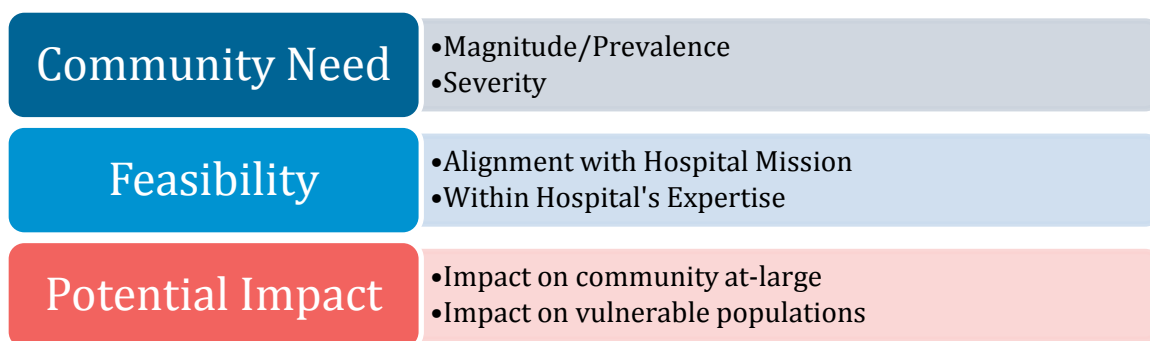 Community Need
•Magnitude/Prevalence
•Severity
Feasibility
•Alignment with Hospital Mission
•Within Hospital's Expertise
Potential Impact
•Impact on community at-large
•Impact on vulnerable populations